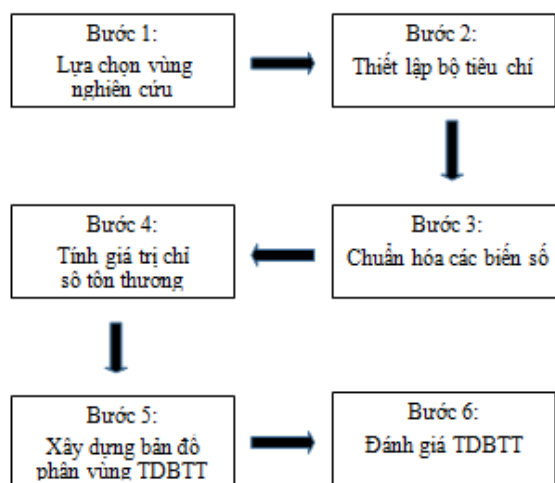 Bước 1:
Lựa chọn vùng
nghiên cứu
Bước 2:
Thiết lập bộ tiêu chí
Bước 3:
Chuẩn hóa các biến số
Bước 4:
Tính giá trị chỉ
số tổn thương
Bước 5:
Xây dựng bản đồ
phân vùng TDBTT
Bước 6:
Đánh giá TDBTT